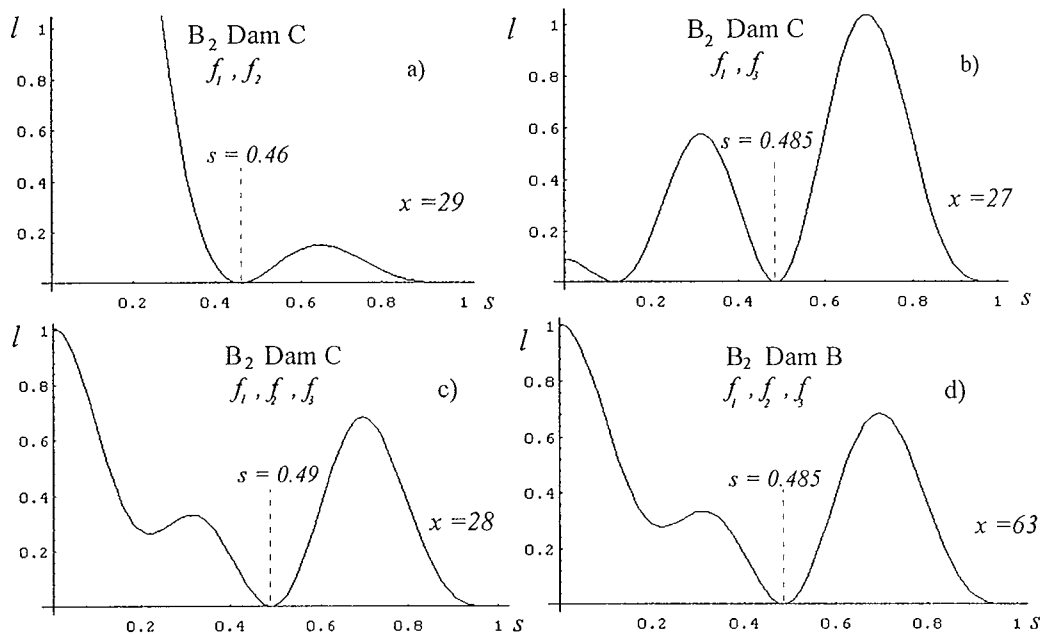 l
1
0.8
0.6
0.4
0.2
B₂ Dam C
f₁ , f₂
a)
s = 0.46
x =29
0.2 0.4 0.6 0.8 1 s
l
1
0.8
0.6
0.4
0.2
B₂ Dam C
f₁ , f₃
b)
s = 0.485
x =27
0.2 0.4 0.6 0.8 1 s
l
1
0.8
0.6
0.4
0.2
B₂ Dam C
f₁ , f₂ , f₃
c)
s = 0.49
x =28
0.2 0.4 0.6 0.8 1 s
l
1
0.8
0.6
0.4
0.2
B₂ Dam B
f₁ , f₂ , f₃
d)
s = 0.485
x =63
0.2 0.4 0.6 0.8 1 s